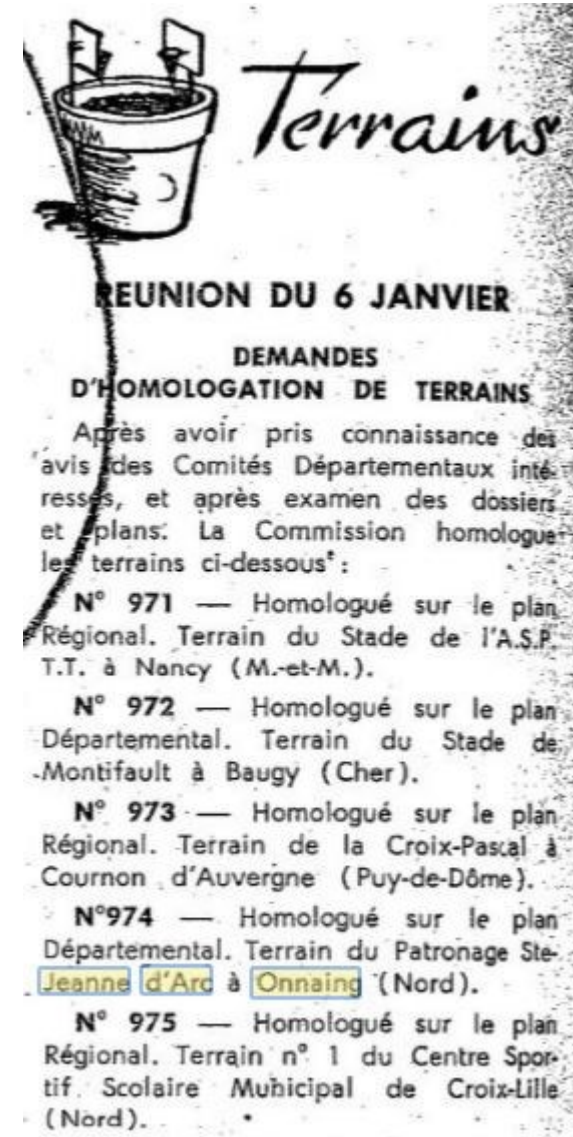 Terrains
REUNION DU 6 JANVIER
DEMANDES
D'HOMOLOGATION DE TERRAINS
Après avoir pris connaissance des
avis des Comités Départementaux inté-
ressés, et après examen des dossiers
et plans. La Commission homologue
les terrains ci-dessous :
N° 971 — Homologué sur le plan
Régional. Terrain du Stade de l'A.S.P.
T.T. à Nancy (M.-et-M.).
N° 972 — Homologué sur le plan
Départemental. Terrain du Stade de
Montifault à Baugy (Cher).
N° 973 — Homologué sur le plan
Régional. Terrain de la Croix-Pascal à
Cournon d'Auvergne (Puy-de-Dôme).
N°974 — Homologué sur le plan
Départemental. Terrain du Patronage Ste-
Jeanne d'Arc à Onnaing (Nord).
N° 975 — Homologué sur le plan
Régional. Terrain n° 1 du Centre Spor-
tif Scolaire Municipal de Croix-Lille
(Nord).